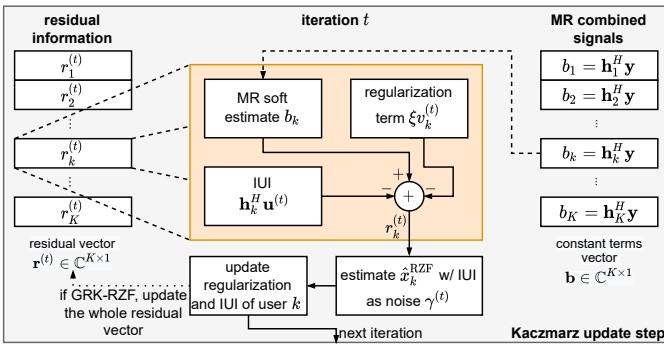 residual
information
r_1^{(t)}
r_2^{(t)}
⋮
r_k^{(t)}
⋮
r_K^{(t)}
residual vector
𝐫^{(t)} ∈ ℂ^{K×1}
if GRK-RZF, update
the whole residual
vector
iteration t
MR soft
estimate b_k
regularization
term ξv_k^{(t)}
IUI
𝐡_k^H 𝐮^{(t)}
+
−
+
−
r_k^{(t)}
update
regularization
and IUI of user k
estimate x̂_k^{RZF} w/ IUI
as noise γ^{(t)}
next iteration
MR combined
signals
b_1 = 𝐡_1^H 𝐲
b_2 = 𝐡_2^H 𝐲
⋮
b_k = 𝐡_k^H 𝐲
⋮
b_K = 𝐡_K^H 𝐲
constant terms
vector
𝐛 ∈ ℂ^{K×1}
Kaczmarz update step